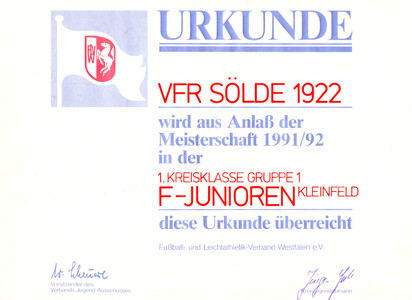 URKUNDE
VFR SÖLDE 1922
wird aus Anlaß der
Meisterschaft 1991/92
in der
1. KREISKLASSE GRUPPE 1
F-JUNIOREN KLEINFELD
diese Urkunde überreicht
Fußball- und Leichtathletik-Verband Westfalen e.V.
Vorsitzender des
Verbands-Jugend-Ausschusses